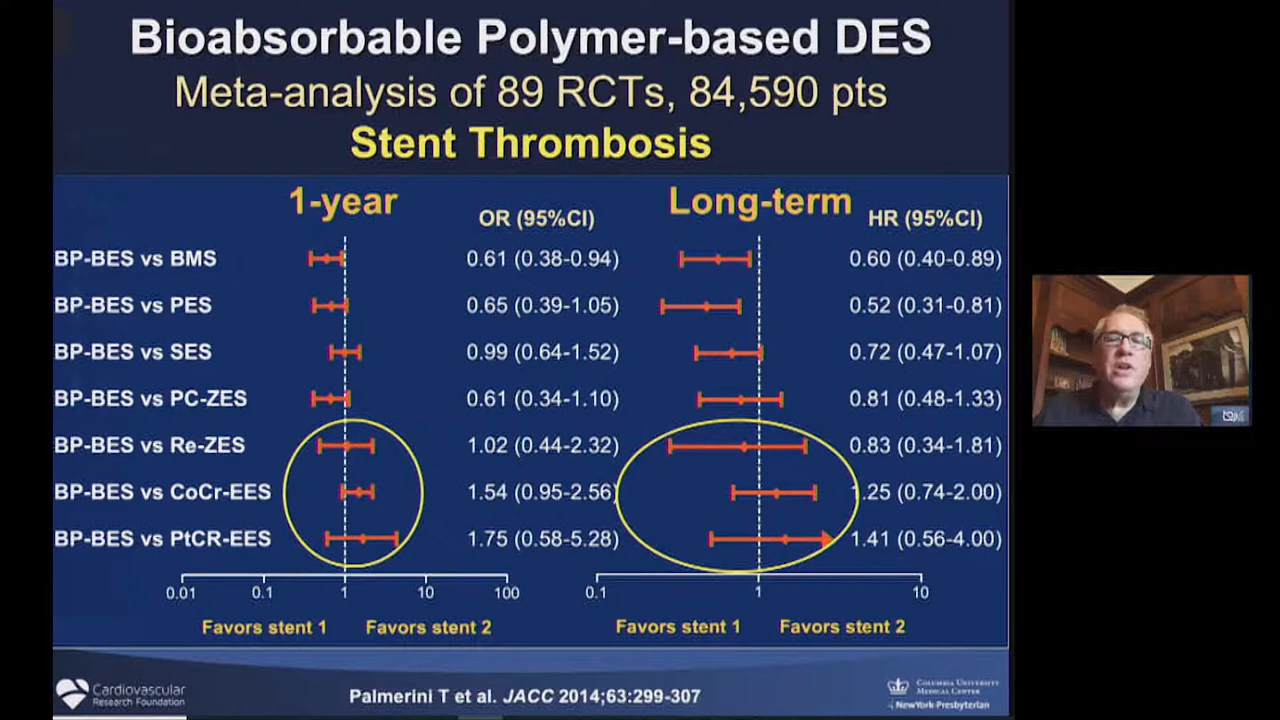 Bioabsorbable Polymer-based DES
Meta-analysis of 89 RCTs, 84,590 pts
Stent Thrombosis
1-year OR (95%CI) Long-term HR (95%CI)
BP-BES vs BMS 0.61 (0.38-0.94) 0.60 (0.40-0.89)
BP-BES vs PES 0.65 (0.39-1.05) 0.52 (0.31-0.81)
BP-BES vs SES 0.99 (0.64-1.52) 0.72 (0.47-1.07)
BP-BES vs PC-ZES 0.61 (0.34-1.10) 0.81 (0.48-1.33)
BP-BES vs Re-ZES 1.02 (0.44-2.32) 0.83 (0.34-1.81)
BP-BES vs CoCr-EES 1.54 (0.95-2.56) 1.25 (0.74-2.00)
BP-BES vs PtCR-EES 1.75 (0.58-5.28) 1.41 (0.56-4.00)
0.01 0.1 1 10 100 0.1 1 10
Favors stent 1 Favors stent 2 Favors stent 1 Favors stent 2
Cardiovascular
Research Foundation
Palmerini T et al. JACC 2014;63:299-307
COLUMBIA UNIVERSITY
MEDICAL CENTER
NewYork-Presbyterian